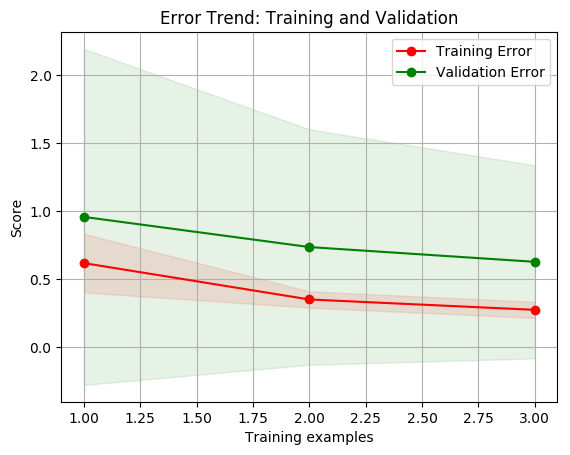 Error Trend: Training and Validation
Training Error
Validation Error
Score
2.0
1.5
1.0
0.5
0.0
1.00 1.25 1.50 1.75 2.00 2.25 2.50 2.75 3.00
Training examples